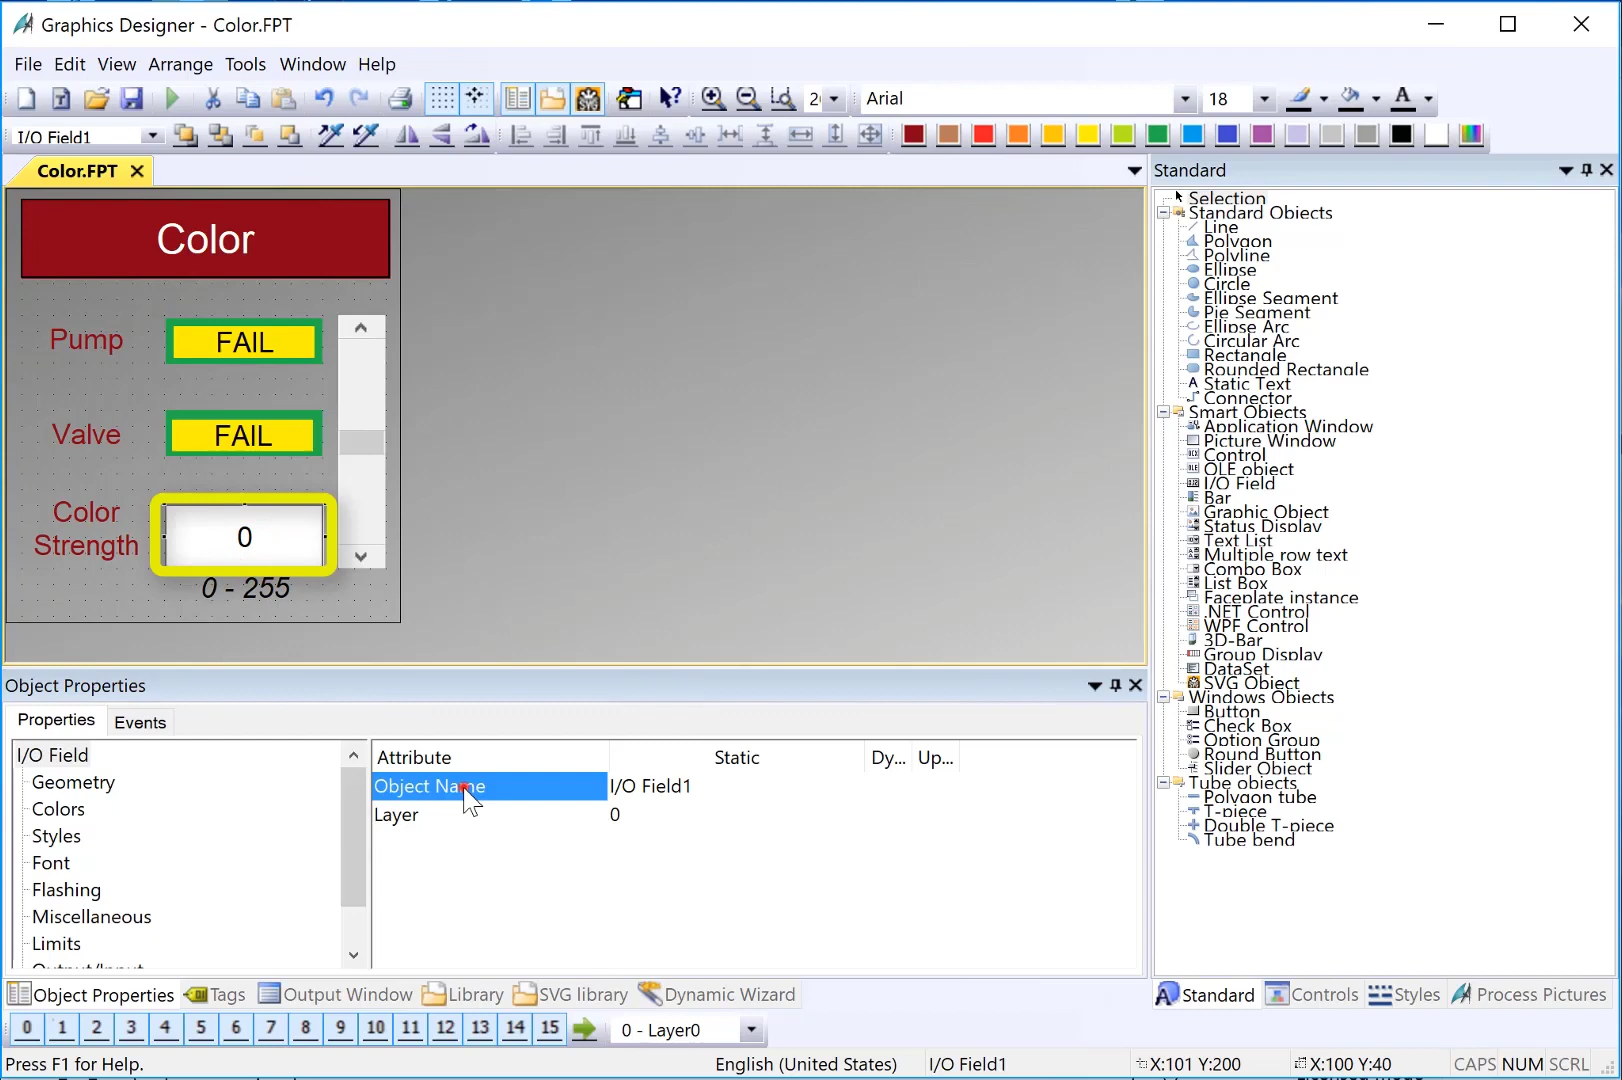 Graphics Designer - Color.FPT
File Edit View Arrange Tools Window Help
Arial 18
I/O Field1
Color.FPT
Color
Pump FAIL
Valve FAIL
Color
Strength
0
0 - 255
Object Properties
Properties Events
I/O Field
Geometry
Colors
Styles
Font
Flashing
Miscellaneous
Limits
Attribute Static Dy... Up...
Object Name I/O Field1
Layer 0
Standard
Selection
Standard Objects
Line
Polygon
Polyline
Ellipse
Circle
Ellipse Segment
Pie Segment
Ellipse Arc
Circular Arc
Rectangle
Rounded Rectangle
Static Text
Connector
Smart Objects
Application Window
Picture Window
Control
OLE object
I/O Field
Bar
Graphic Object
Status Display
Text List
Multiple row text
Combo Box
List Box
Faceplate instance
.NET Control
WPF Control
3D-Bar
Group Display
DataSet
SVG Object
Windows Objects
Button
Check Box
Option Group
Round Button
Slider Object
Tube objects
Polygon tube
T-piece
Double T-piece
Tube bend
Object Properties Tags Output Window Library SVG library Dynamic Wizard
Standard Controls Styles Process Pictures
0 1 2 3 4 5 6 7 8 9 10 11 12 13 14 15 0 - Layer0
Press F1 for Help. English (United States) I/O Field1 X:101 Y:200 X:100 Y:40 CAPS NUM SCRL